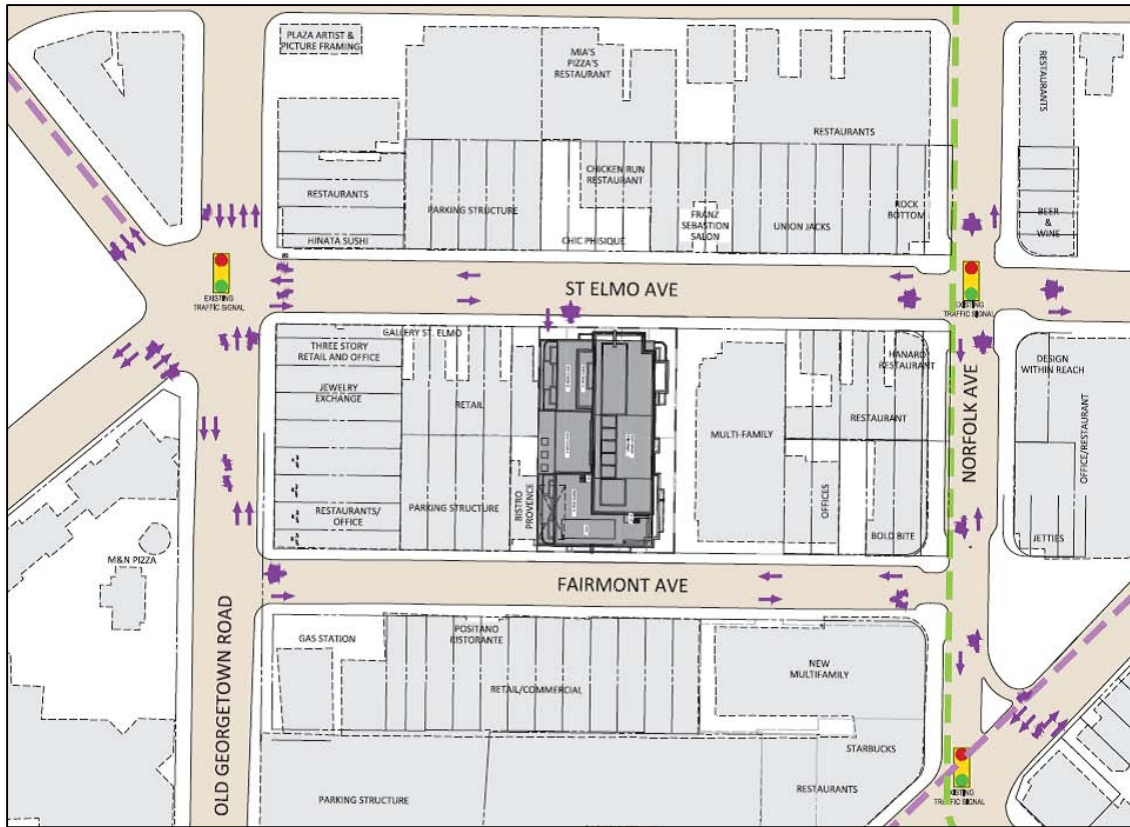 PLAZA ARTIST &
PICTURE FRAMING
MIA'S
PIZZA'S
RESTAURANT
RESTAURANTS
RESTAURANTS
RESTAURANTS
PARKING STRUCTURE
CHICKEN RUN
RESTAURANT
FRANZ
SEBASTIAN
SALON
UNION JACKS
ROCK
BOTTOM
BEER
&
WINE
HINATA SUSHI
CHIC PHISIQUE
EXISTING
TRAFFIC SIGNAL
ST ELMO AVE
EXISTING
TRAFFIC SIGNAL
GALLERY ST. ELMO
THREE STORY
RETAIL AND OFFICE
JEWELRY
EXCHANGE
RETAIL
HANARO
RESTAURANT
DESIGN
WITHIN REACH
MULTI-FAMILY
RESTAURANT
NORFOLK AVE
OFFICE/RESTAURANT
RESTAURANTS/
OFFICE
PARKING STRUCTURE
BISTRO
PROVENCE
OFFICES
BOLD BITE
JETTIES
M&N PIZZA
FAIRMONT AVE
OLD GEORGETOWN ROAD
GAS STATION
POSITANO
RISTORANTE
RETAIL/COMMERCIAL
NEW
MULTIFAMILY
STARBUCKS
RESTAURANTS
PARKING STRUCTURE
EXISTING
TRAFFIC SIGNAL